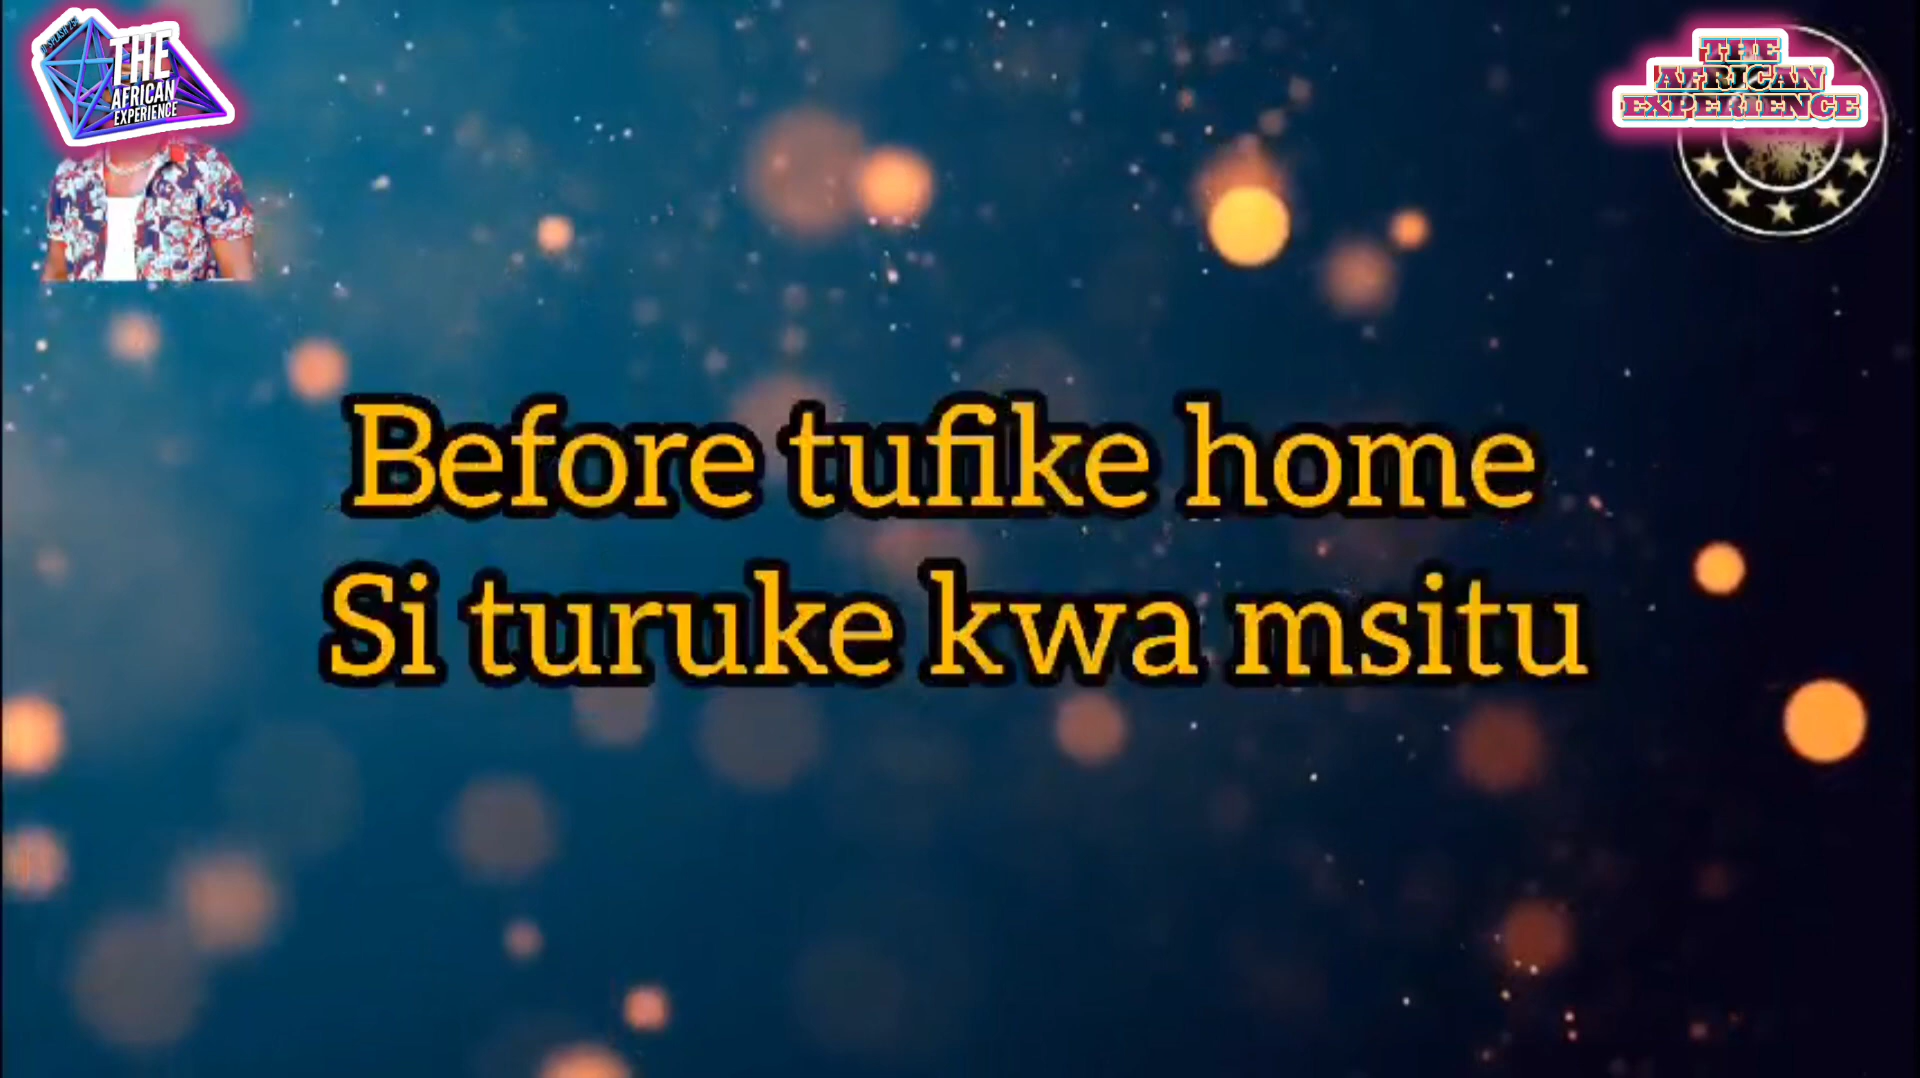 THE
AFRICAN
EXPERIENCE
THE
AFRICAN
EXPERIENCE
Before tufike home
Si turuke kwa msitu